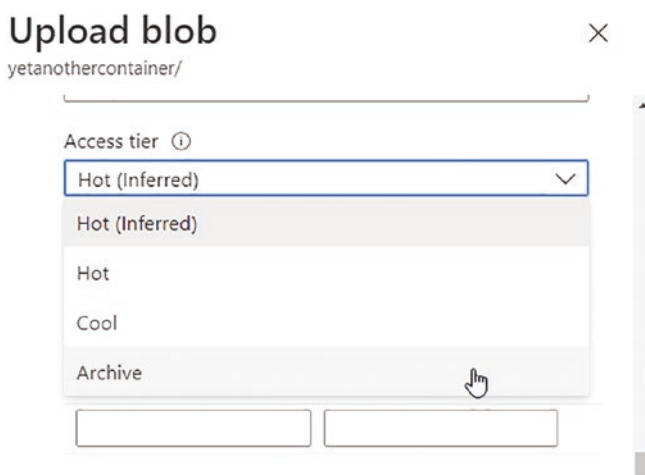 Upload blob
yetanothercontainer/
Access tier
Hot (Inferred)
Hot (Inferred)
Hot
Cool
Archive